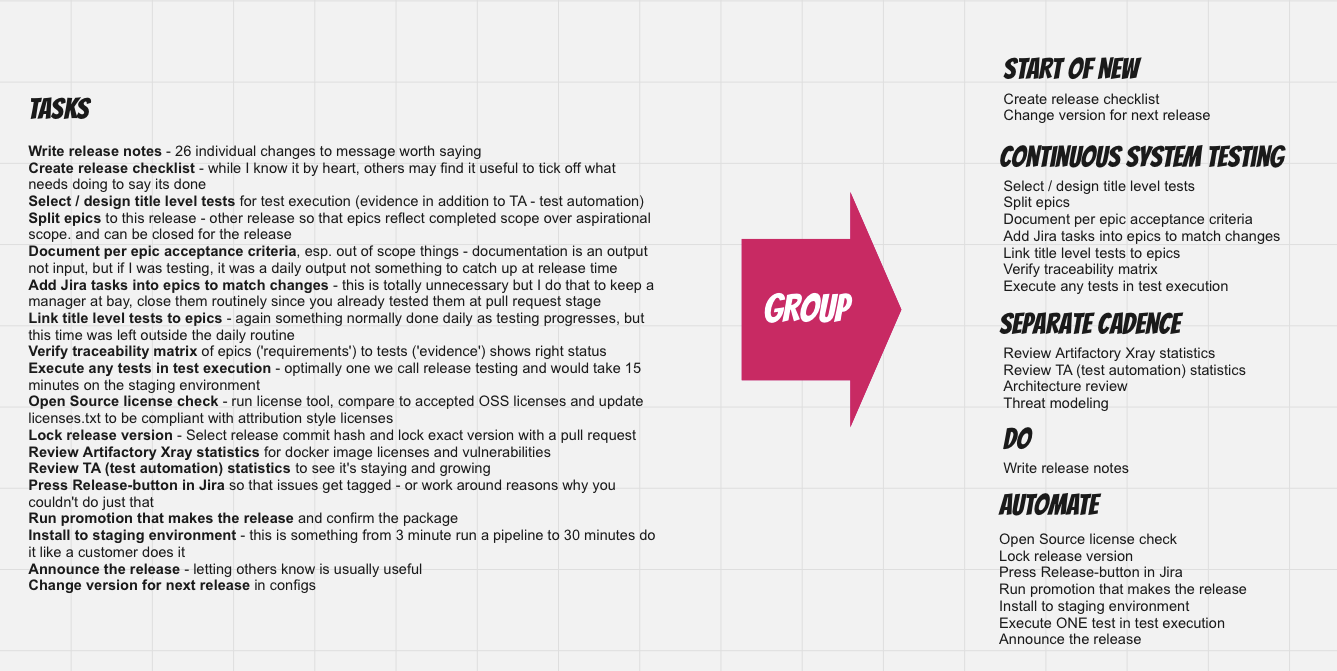 TASKS
Write release notes - 26 individual changes to message worth saying
Create release checklist - while I know it by heart, others may find it useful to tick off what
needs doing to say its done
Select / design title level tests for test execution (evidence in addition to TA - test automation)
Split epics to this release - other release so that epics reflect completed scope over aspirational
scope. and can be closed for the release
Document per epic acceptance criteria, esp. out of scope things - documentation is an output
not input, but if I was testing, it was a daily output not something to catch up at release time
Add Jira tasks into epics to match changes - this is totally unnecessary but I do that to keep a
manager at bay, close them routinely since you already tested them at pull request stage
Link title level tests to epics - again something normally done daily as testing progresses, but
this time was left outside the daily routine
Verify traceability matrix of epics ('requirements') to tests ('evidence') shows right status
Execute any tests in test execution - optimally one we call release testing and would take 15
minutes on the staging environment
Open Source license check - run license tool, compare to accepted OSS licenses and update
licenses.txt to be compliant with attribution style licenses
Lock release version - Select release commit hash and lock exact version with a pull request
Review Artifactory Xray statistics for docker image licenses and vulnerabilities
Review TA (test automation) statistics to see it's staying and growing
Press Release-button in Jira so that issues get tagged - or work around reasons why you
couldn't do just that
Run promotion that makes the release and confirm the package
Install to staging environment - this is something from 3 minute run a pipeline to 30 minutes do
it like a customer does it
Announce the release - letting others know is usually useful
Change version for next release in configs
GROUP
START OF NEW
Create release checklist
Change version for next release
CONTINUOUS SYSTEM TESTING
Select / design title level tests
Split epics
Document per epic acceptance criteria
Add Jira tasks into epics to match changes
Link title level tests to epics
Verify traceability matrix
Execute any tests in test execution
SEPARATE CADENCE
Review Artifactory Xray statistics
Review TA (test automation) statistics
Architecture review
Threat modeling
DO
Write release notes
AUTOMATE
Open Source license check
Lock release version
Press Release-button in Jira
Run promotion that makes the release
Install to staging environment
Execute ONE test in test execution
Announce the release